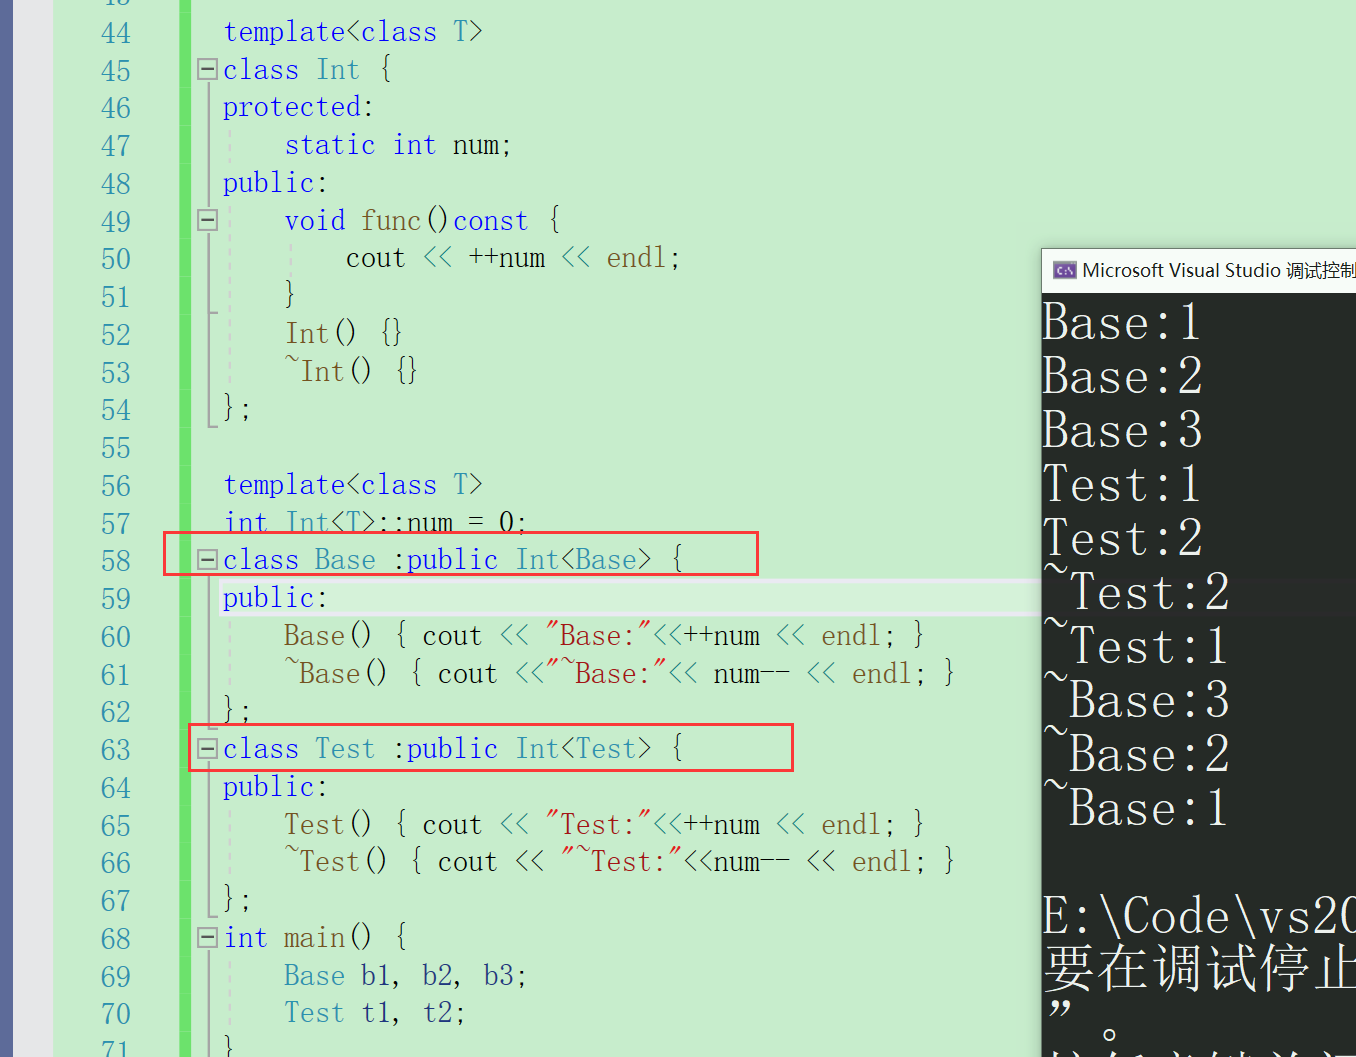 44 template<class T>
45 class Int {
46 protected:
47 static int num;
48 public:
49 void func()const {
50 cout << ++num << endl;
51 }
52 Int() {}
53 ~Int() {}
54 };
55
56 template<class T>
57 int Int<T>::num = 0;
58 class Base :public Int<Base> {
59 public:
60 Base() { cout << "Base:"<<++num << endl; }
61 ~Base() { cout <<"~Base:"<< num-- << endl; }
62 };
63 class Test :public Int<Test> {
64 public:
65 Test() { cout << "Test:"<<++num << endl; }
66 ~Test() { cout << "~Test:"<<num-- << endl; }
67 };
68 int main() {
69 Base b1, b2, b3;
70 Test t1, t2;
71 }
Microsoft Visual Studio 调试控制
Base:1
Base:2
Base:3
Test:1
Test:2
~Test:2
~Test:1
~Base:3
~Base:2
~Base:1
E:\Code\vs20
要在调试停止
”。